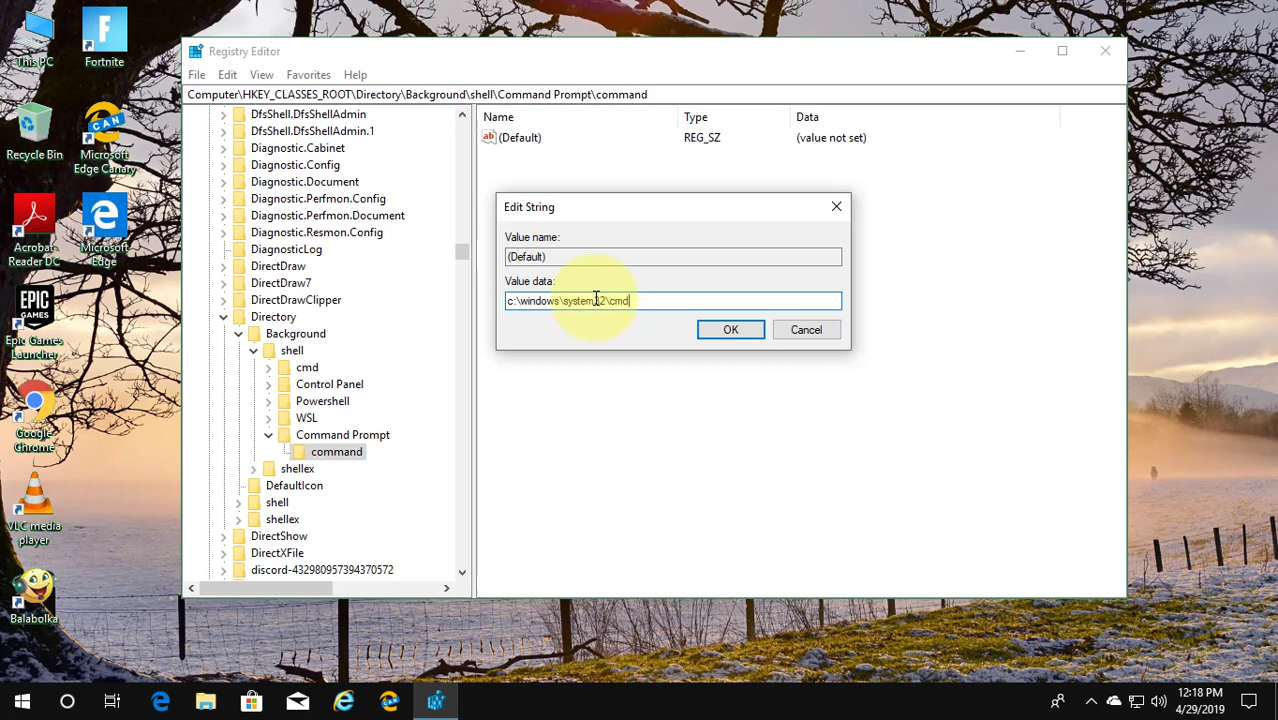 This PC
Fortnite
Recycle Bin
Microsoft
Edge Canary
CAN
Acrobat
Reader DC
Microsoft
Edge
EPIC
GAMES
Epic Games
Launcher
Google
Chrome
VLC media
player
Balabolka
Registry Editor
File Edit View Favorites Help
Computer\HKEY_CLASSES_ROOT\Directory\Background\shell\Command Prompt\command
DfsShell.DfsShellAdmin
DfsShell.DfsShellAdmin.1
Diagnostic.Cabinet
Diagnostic.Config
Diagnostic.Document
Diagnostic.Perfmon.Config
Diagnostic.Perfmon.Document
Diagnostic.Resmon.Config
DiagnosticLog
DirectDraw
DirectDraw7
DirectDrawClipper
Directory
Background
shell
cmd
Control Panel
Powershell
WSL
Command Prompt
command
shellex
DefaultIcon
shell
shellex
DirectShow
DirectXFile
discord-432980957394370572
Name Type Data
ab (Default) REG_SZ (value not set)
Edit String
Value name:
(Default)
Value data:
c:\windows\system32\cmd
OK Cancel
12:18 PM
4/29/2019